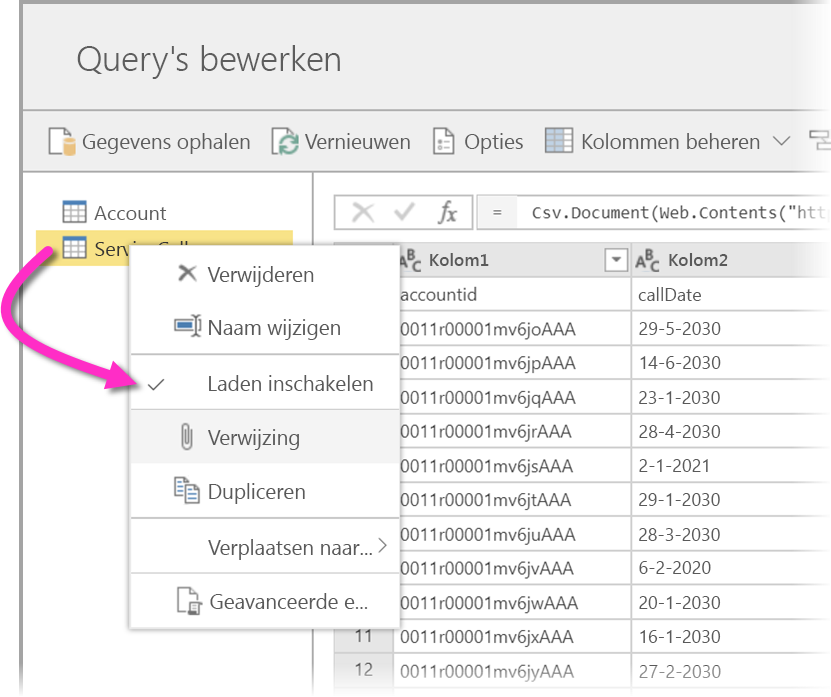 Query's bewerken
Gegevens ophalen Vernieuwen Opties Kolommen beheren
Account
fx = Csv.Document(Web.Contents("htt
ABC Kolom1 ABC Kolom2
Verwijderen
Naam wijzigen
Laden inschakelen
Verwijzing
Dupliceren
Verplaatsen naar...
Geavanceerde e...
accountid callDate
0011r00001mv6joAAA 29-5-2030
0011r00001mv6jpAAA 14-6-2030
0011r00001mv6jqAAA 23-1-2030
0011r00001mv6jrAAA 28-4-2030
0011r00001mv6jsAAA 2-1-2021
0011r00001mv6jtAAA 29-1-2030
0011r00001mv6juAAA 28-3-2030
0011r00001mv6jvAAA 6-2-2020
0011r00001mv6jwAAA 20-1-2030
11 0011r00001mv6jxAAA 16-1-2030
12 0011r00001mv6jyAAA 27-2-2030